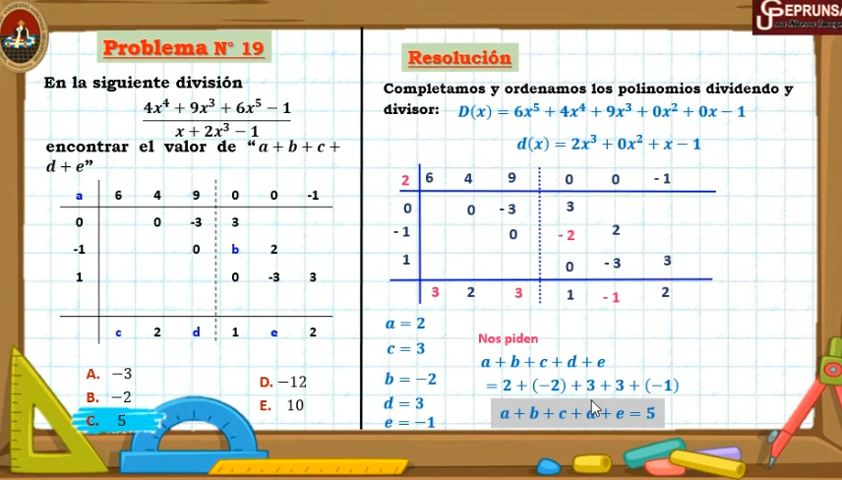 GEPRUNSA
Problema N° 19
En la siguiente división
4x⁴ + 9x³ + 6x⁵ − 1
x + 2x³ − 1
encontrar el valor de “a + b + c +
d + e”
a 6 4 9 0 0 -1
0 0 -3 3
-1 0 b 2
1 0 -3 3
c 2 d 1 e 2
A. −3
D. −12
B. −2
E. 10
C. 5
Resolución
Completamos y ordenamos los polinomios dividendo y
divisor: D(x) = 6x⁵ + 4x⁴ + 9x³ + 0x² + 0x − 1
d(x) = 2x³ + 0x² + x − 1
2 6 4 9 0 0 - 1
0 0 - 3 3
- 1 0 - 2 2
1 0 - 3 3
3 2 3 1 - 1 2
a = 2
c = 3
b = −2
d = 3
e = −1
Nos piden
a + b + c + d + e
= 2 + (−2) + 3 + 3 + (−1)
a + b + c + d + e = 5